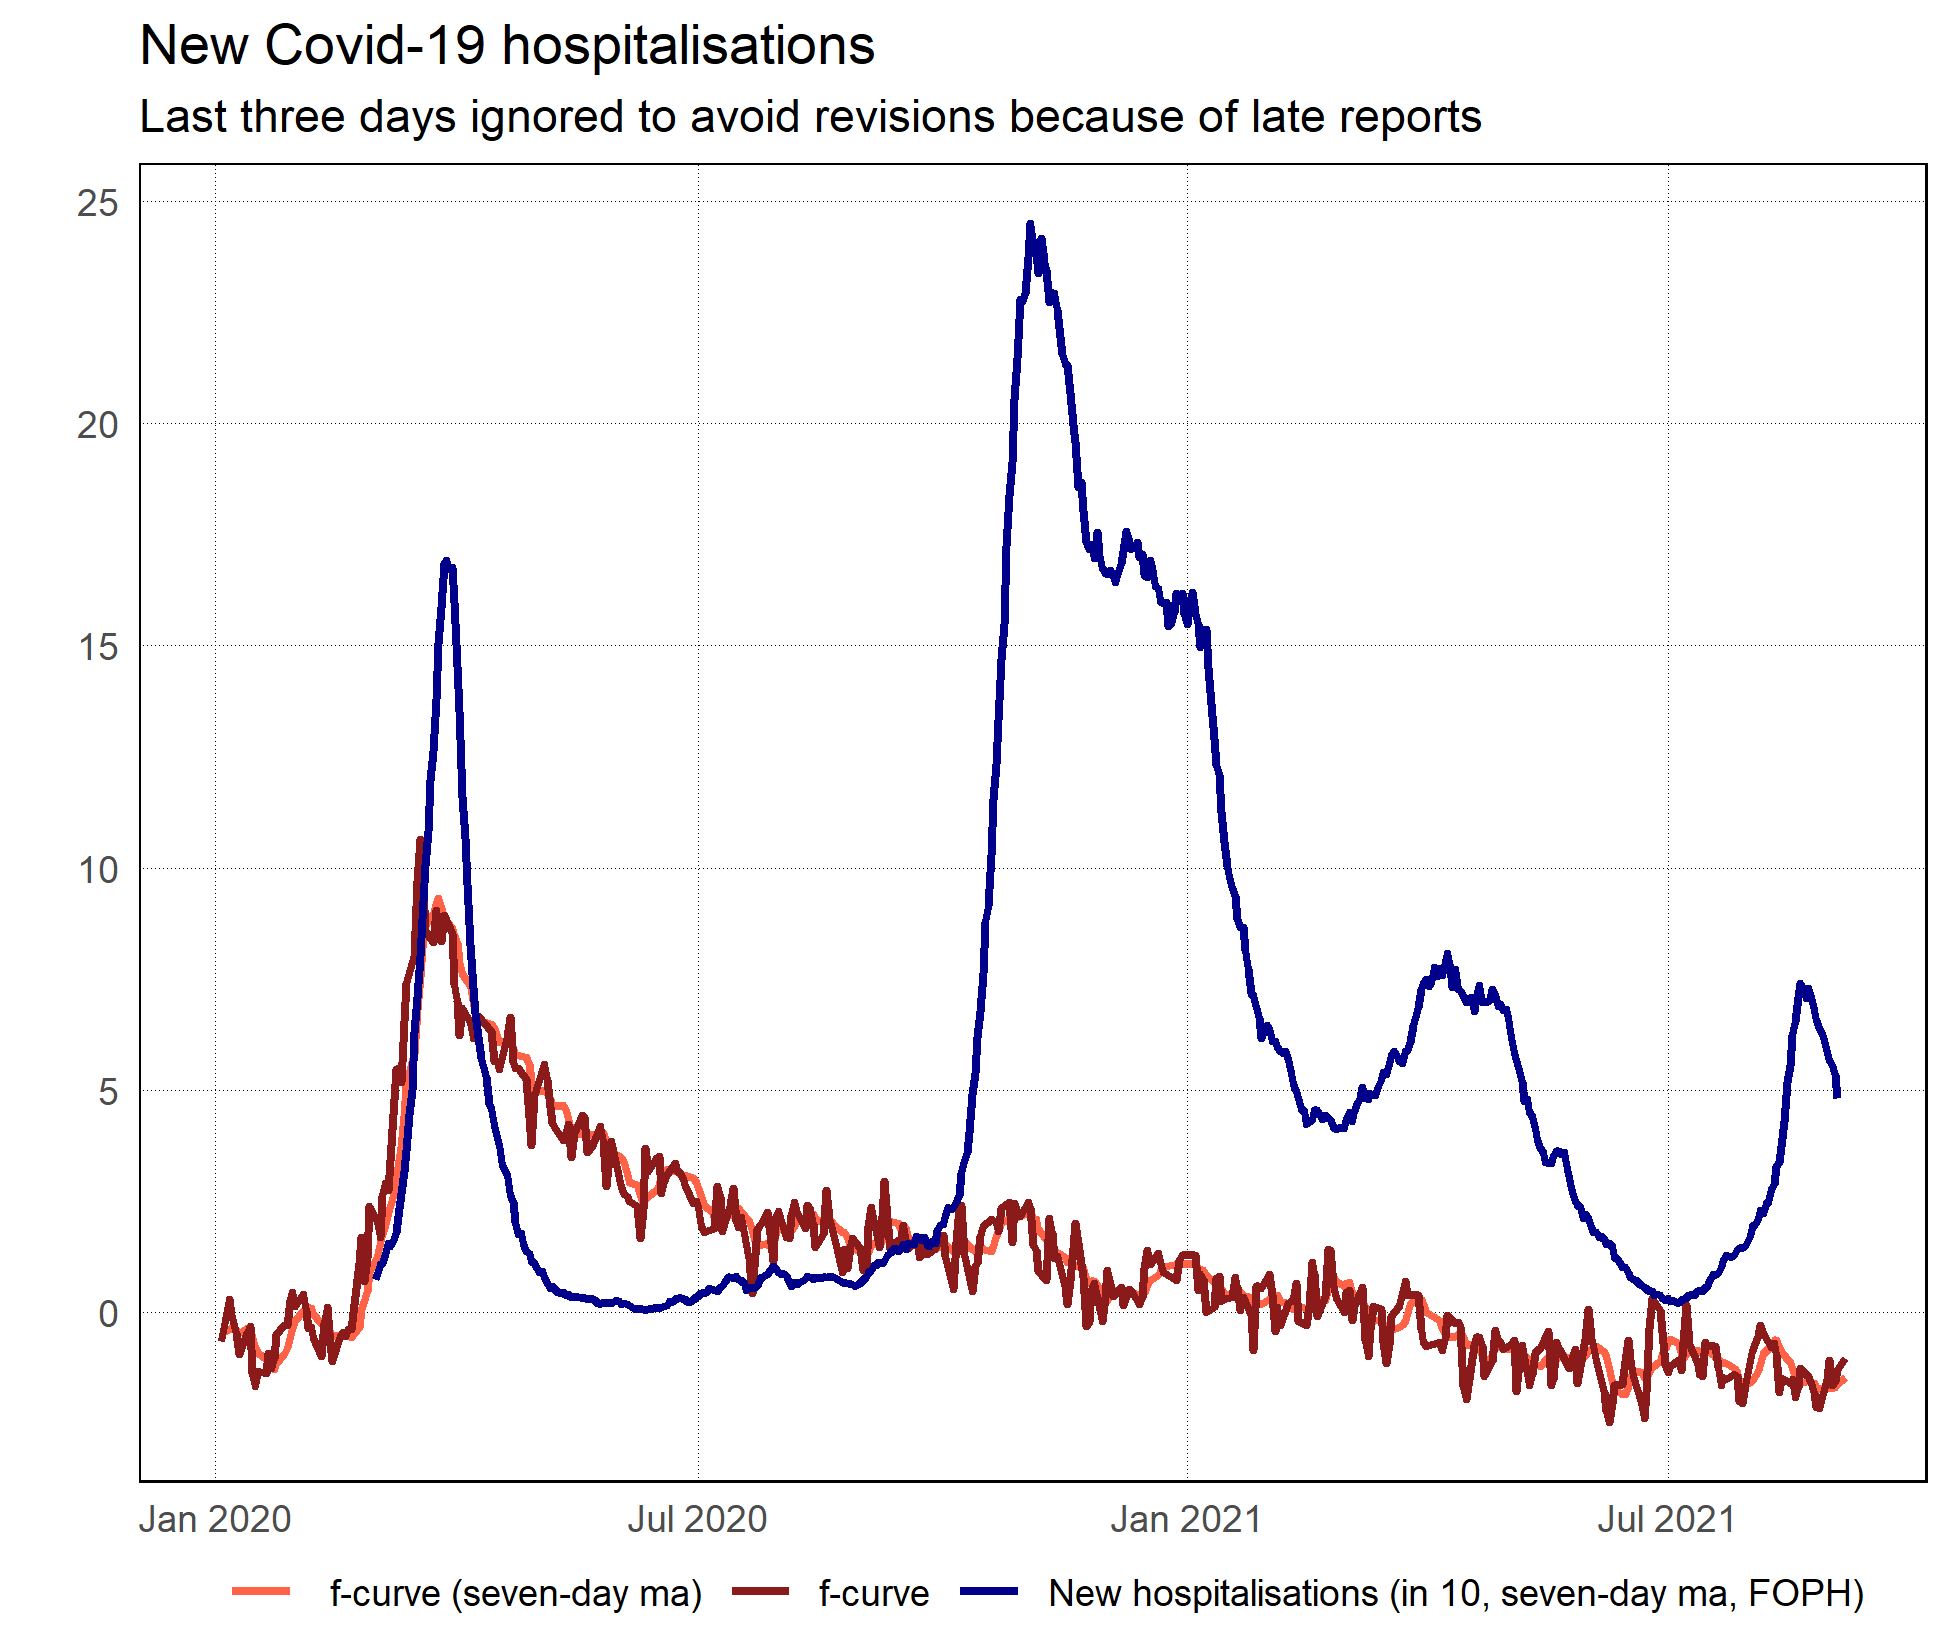 New Covid-19 hospitalisations
Last three days ignored to avoid revisions because of late reports
25
20
15
10
5
0
Jan 2020 Jul 2020 Jan 2021 Jul 2021
f-curve (seven-day ma) f-curve New hospitalisations (in 10, seven-day ma, FOPH)